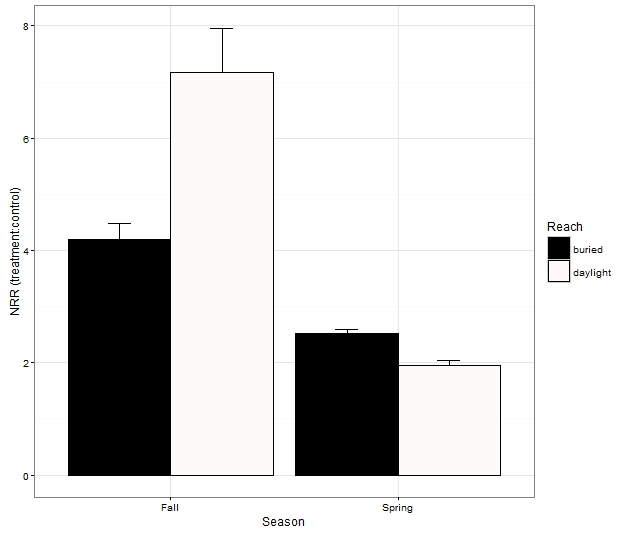 8
6
4
2
0
NRR (treatment:control)
Fall
Spring
Season
Reach
buried
daylight